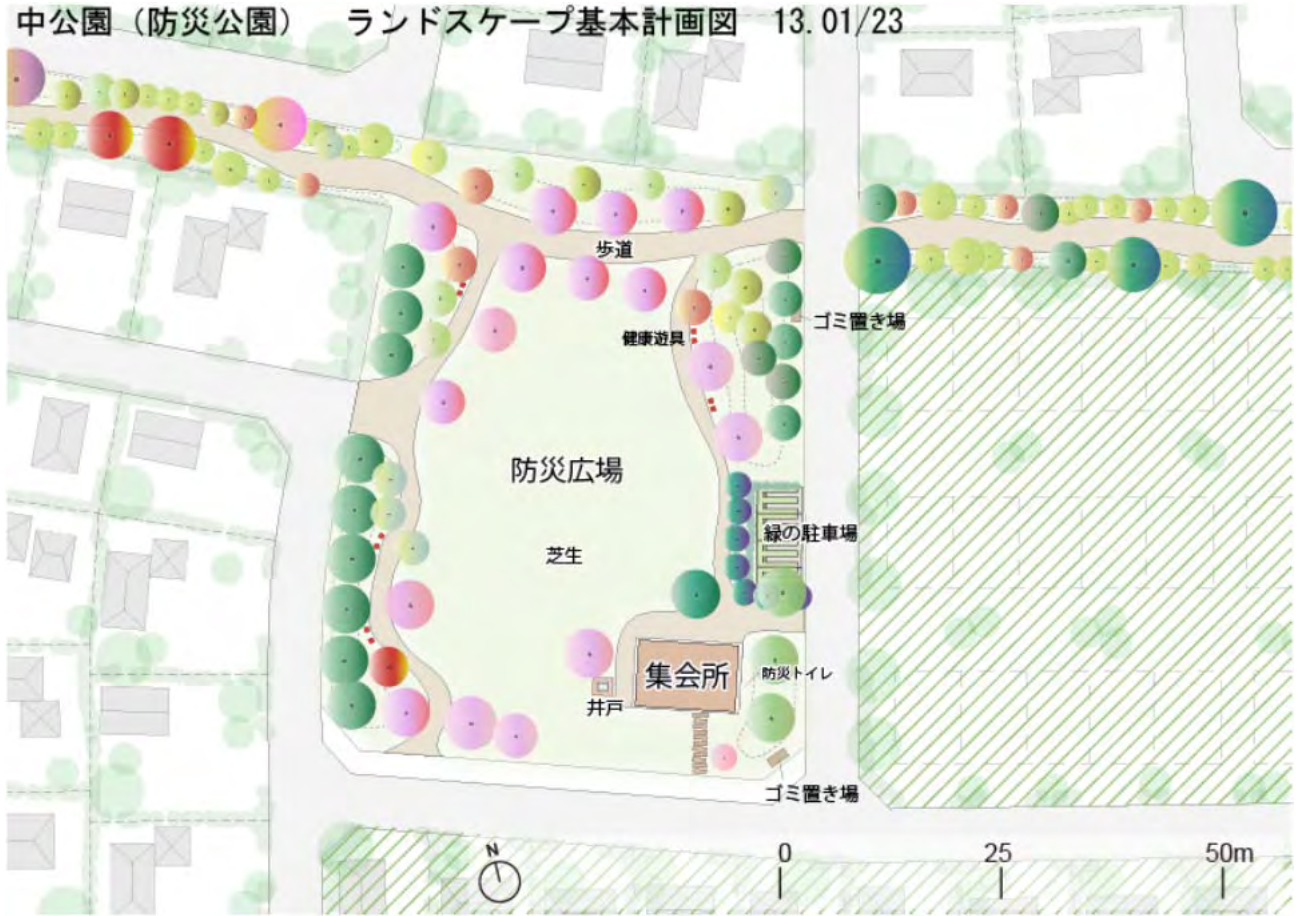 中公園（防災公園）　ランドスケープ基本計画図　13.01/23
歩道
ゴミ置き場
健康遊具
防災広場
緑の駐車場
芝生
集会所
防災トイレ
井戸
ゴミ置き場
N
0 25 50m